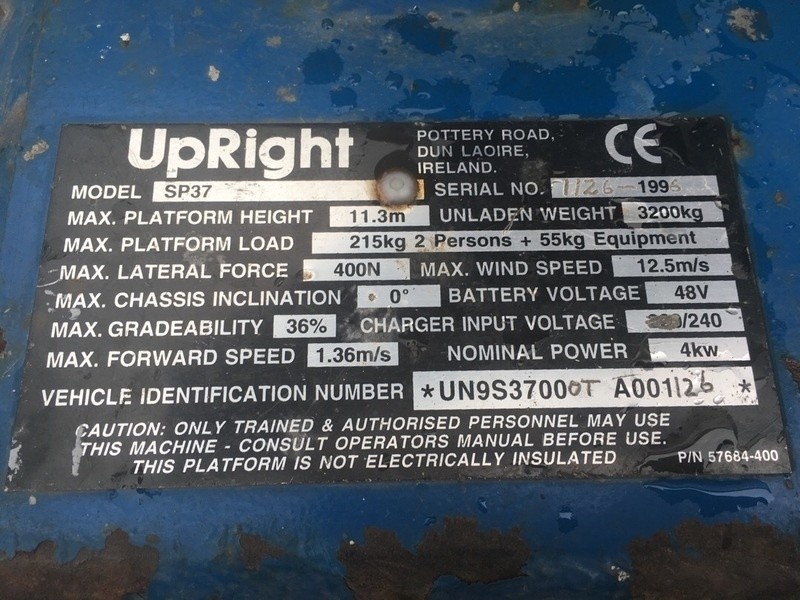 UpRight
POTTERY ROAD,
DUN LAOIRE,
IRELAND.
CE
MODEL SP37 SERIAL NO. 1126-1996
MAX. PLATFORM HEIGHT 11.3m UNLADEN WEIGHT 3200kg
MAX. PLATFORM LOAD 215kg 2 Persons + 55kg Equipment
MAX. LATERAL FORCE 400N MAX. WIND SPEED 12.5m/s
MAX. CHASSIS INCLINATION 0° BATTERY VOLTAGE 48V
MAX. GRADEABILITY 36% CHARGER INPUT VOLTAGE /240
MAX. FORWARD SPEED 1.36m/s NOMINAL POWER 4kw
VEHICLE IDENTIFICATION NUMBER *UN9S37000T A001126 *
CAUTION: ONLY TRAINED & AUTHORISED PERSONNEL MAY USE
THIS MACHINE - CONSULT OPERATORS MANUAL BEFORE USE.
THIS PLATFORM IS NOT ELECTRICALLY INSULATED
P/N 57684-400